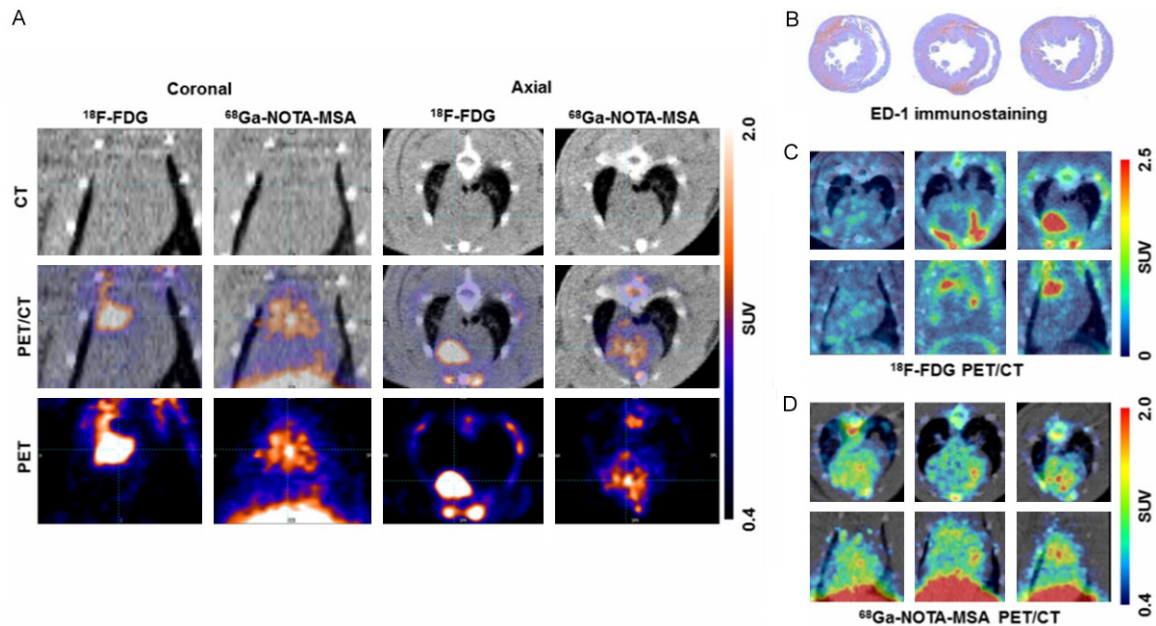 A
Coronal
Axial
¹⁸F-FDG
⁶⁸Ga-NOTA-MSA
¹⁸F-FDG
⁶⁸Ga-NOTA-MSA
CT
PET/CT
PET
2.0
SUV
0.4
B
ED-1 immunostaining
C
2.5
SUV
0
¹⁸F-FDG PET/CT
D
2.0
SUV
0.4
⁶⁸Ga-NOTA-MSA PET/CT